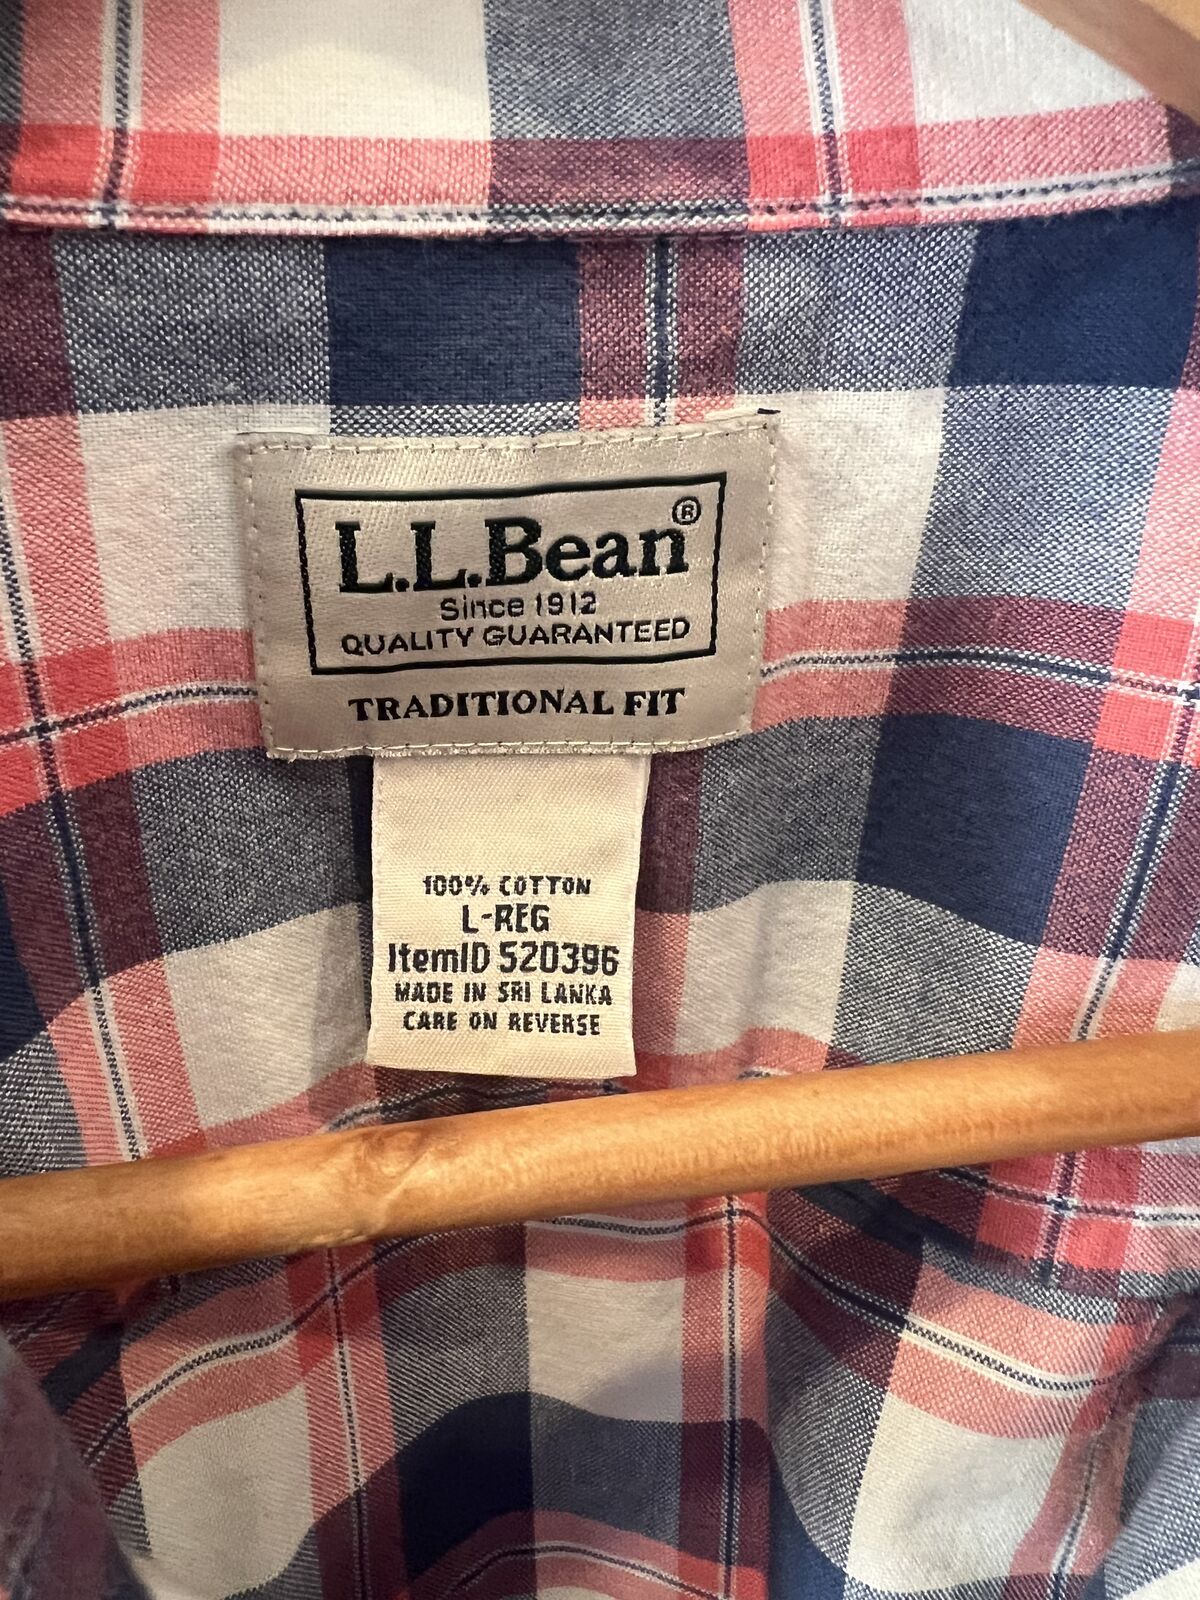 L.L.Bean®
Since 1912
QUALITY GUARANTEED
TRADITIONAL FIT
100% COTTON
L-REG
ItemID 520396
MADE IN SRI LANKA
CARE ON REVERSE